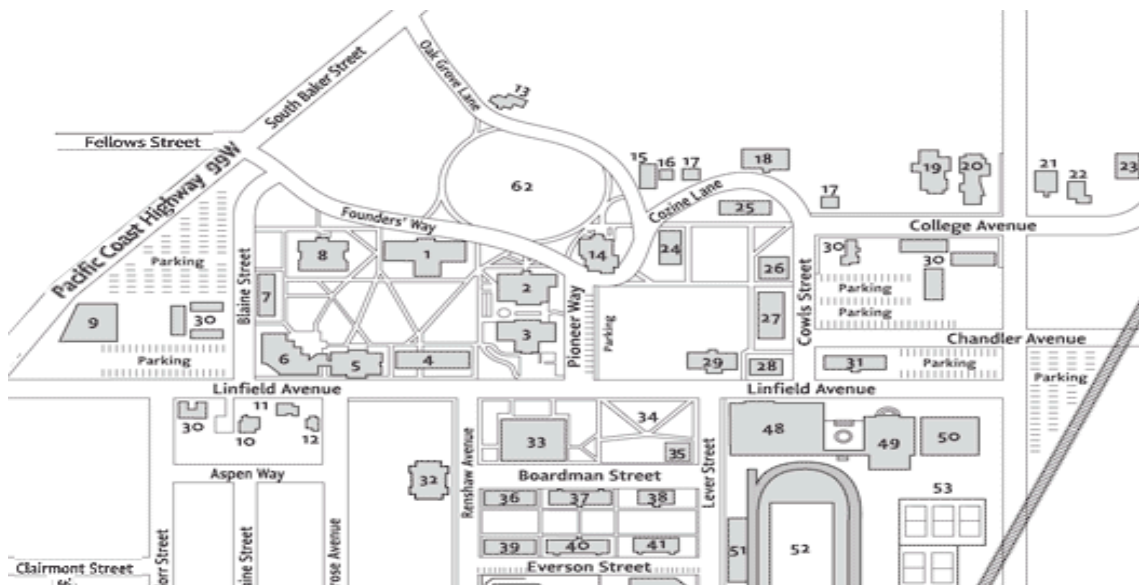 Oak Grove Lane
South Baker Street
13
Fellows Street
Pacific Coast Highway 99W
15
16
17
18
19
20
21
22
23
62
Cozine Lane
17
25
Founders' Way
College Avenue
8
1
14
24
30
30
Parking
Blaine Street
26
2
7
Pioneer Way
Cowls Street
Parking
9
30
27
Parking
Parking
3
Chandler Avenue
6
5
4
29
28
31
Parking
Parking
Parking
Linfield Avenue
Linfield Avenue
30
11
10
12
33
34
35
48
49
50
Aspen Way
32
Renshaw Avenue
Boardman Street
Lever Street
36
37
38
53
39
40
41
51
52
Clairmont Street
Everson Street